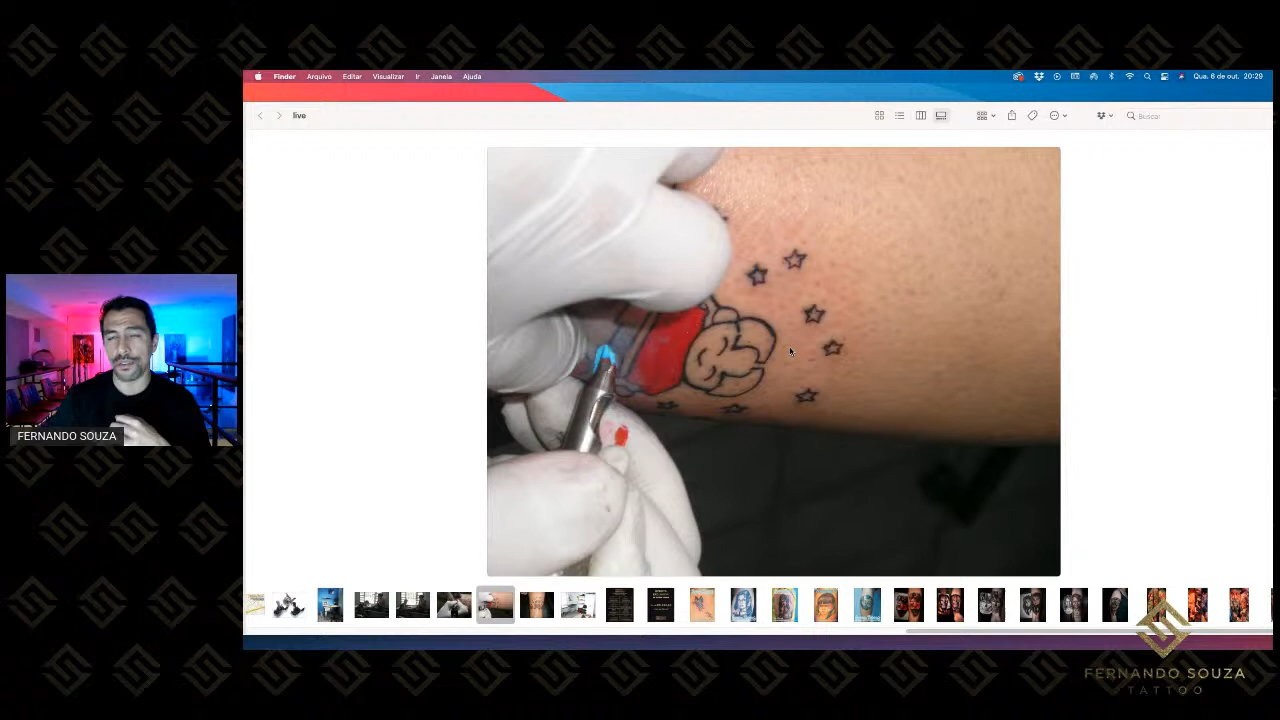 Finder Arquivo Editar Visualizar Ir Janela Ajuda
Qua. 6 de out. 20:29
live
Buscar
FERNANDO SOUZA
FERNANDO SOUZA
TATTOO